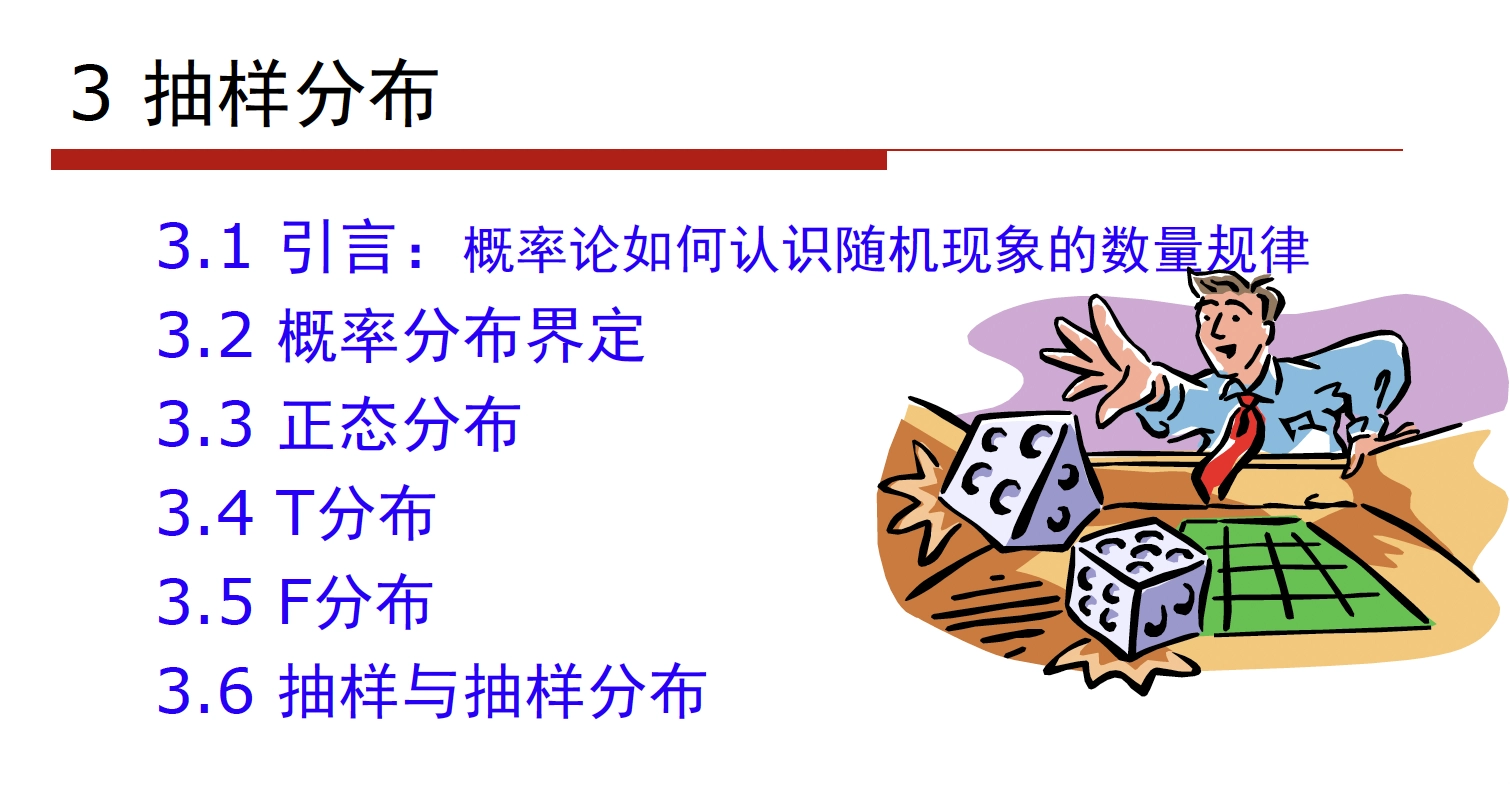 3 抽样分布
3.1 引言：概率论如何认识随机现象的数量规律
3.2 概率分布界定
3.3 正态分布
3.4 T分布
3.5 F分布
3.6 抽样与抽样分布